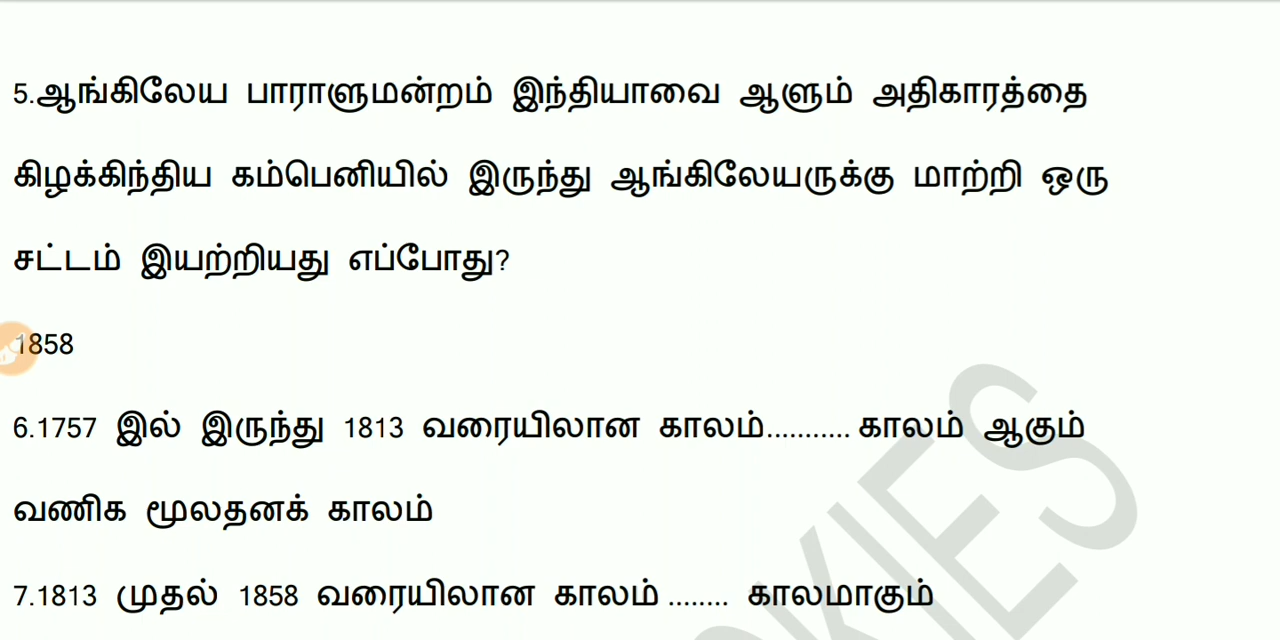 5.ஆங்கிலேய பாராளுமன்றம் இந்தியாவை ஆளும் அதிகாரத்தை
கிழக்கிந்திய கம்பெனியில் இருந்து ஆங்கிலேயருக்கு மாற்றி ஒரு
சட்டம் இயற்றியது எப்போது?
1858
6.1757 இல் இருந்து 1813 வரையிலான காலம்........... காலம் ஆகும்
வணிக மூலதனக் காலம்
7.1813 முதல் 1858 வரையிலான காலம் ........ காலமாகும்